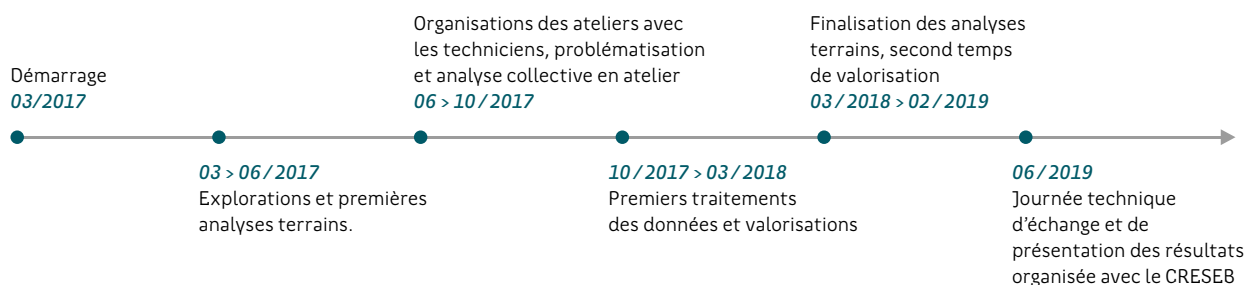 Démarrage
03/2017
03 > 06 / 2017
Explorations et premières
analyses terrains.
Organisations des ateliers avec
les techniciens, problématisation
et analyse collective en atelier
06 > 10 / 2017
10 / 2017 > 03 / 2018
Premiers traitements
des données et valorisations
Finalisation des analyses
terrains, second temps
de valorisation
03 / 2018 > 02 / 2019
06 / 2019
Journée technique
d’échange et de
présentation des résultats
organisée avec le CRESEB